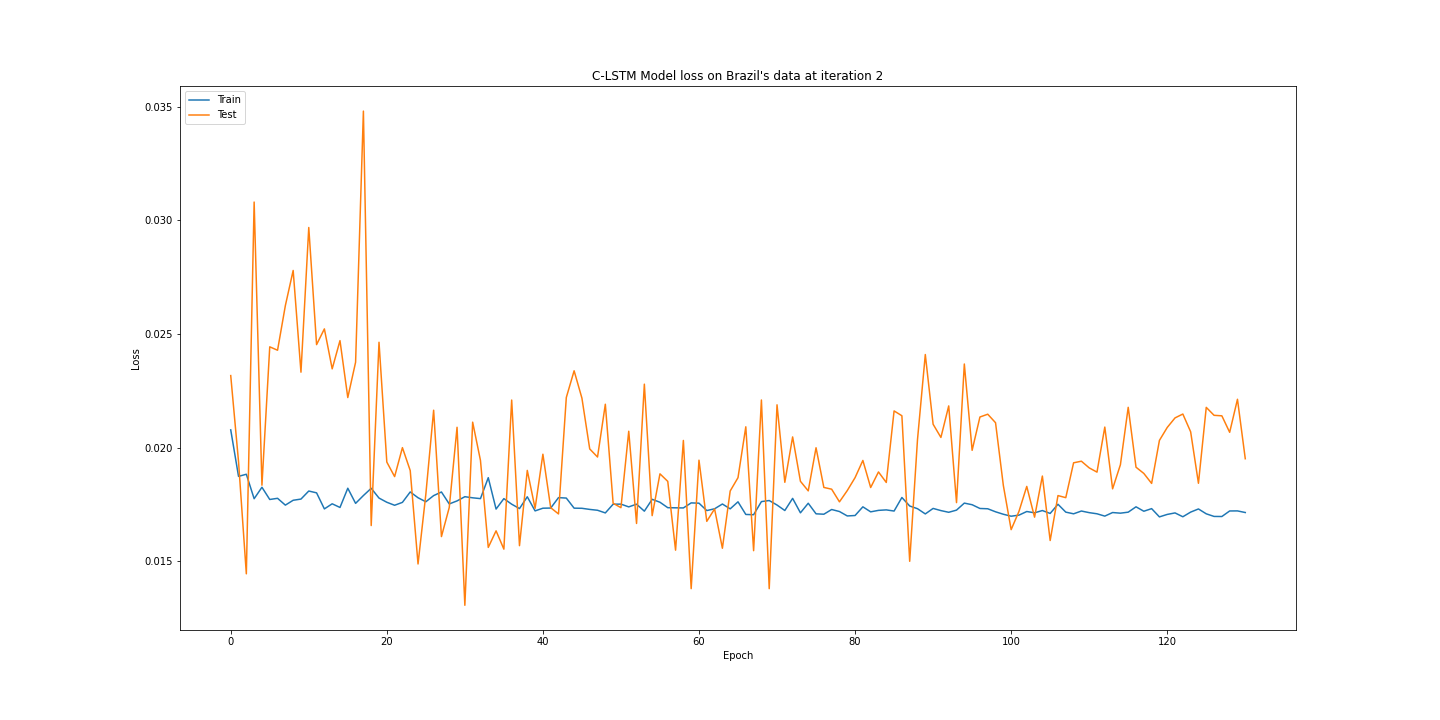 C-LSTM Model loss on Brazil's data at iteration 2
Train
Test
0.035
0.030
0.025
0.020
0.015
Loss
0 20 40 60 80 100 120
Epoch